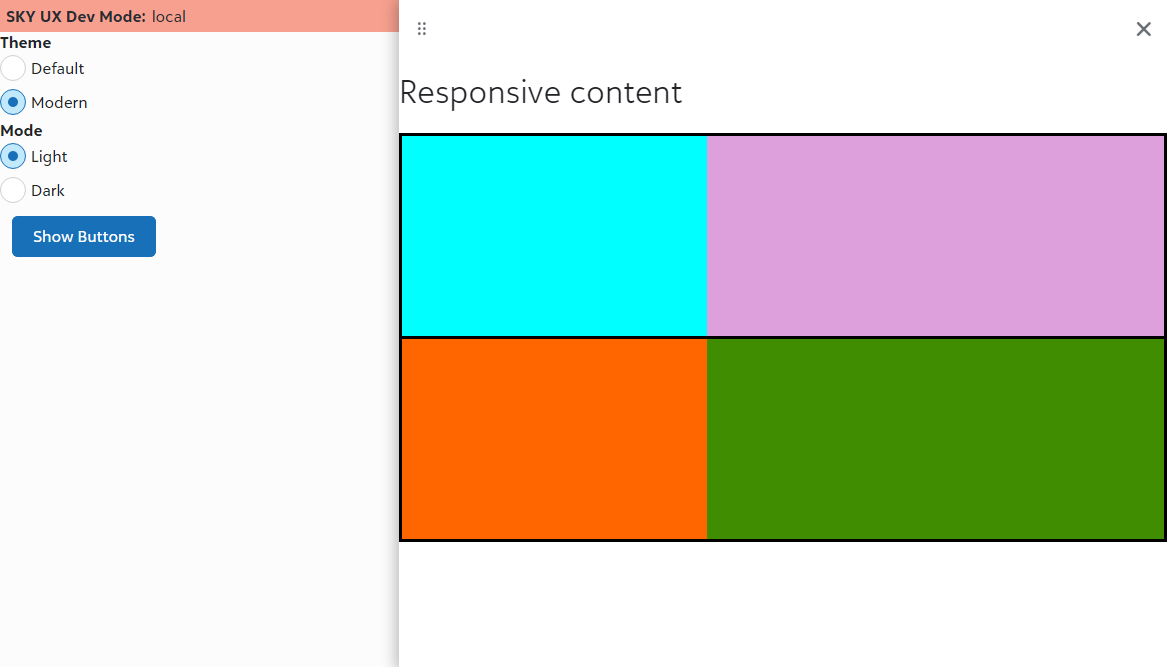 SKY UX Dev Mode: local
Theme
Default
Modern
Mode
Light
Dark
Show Buttons
Responsive content